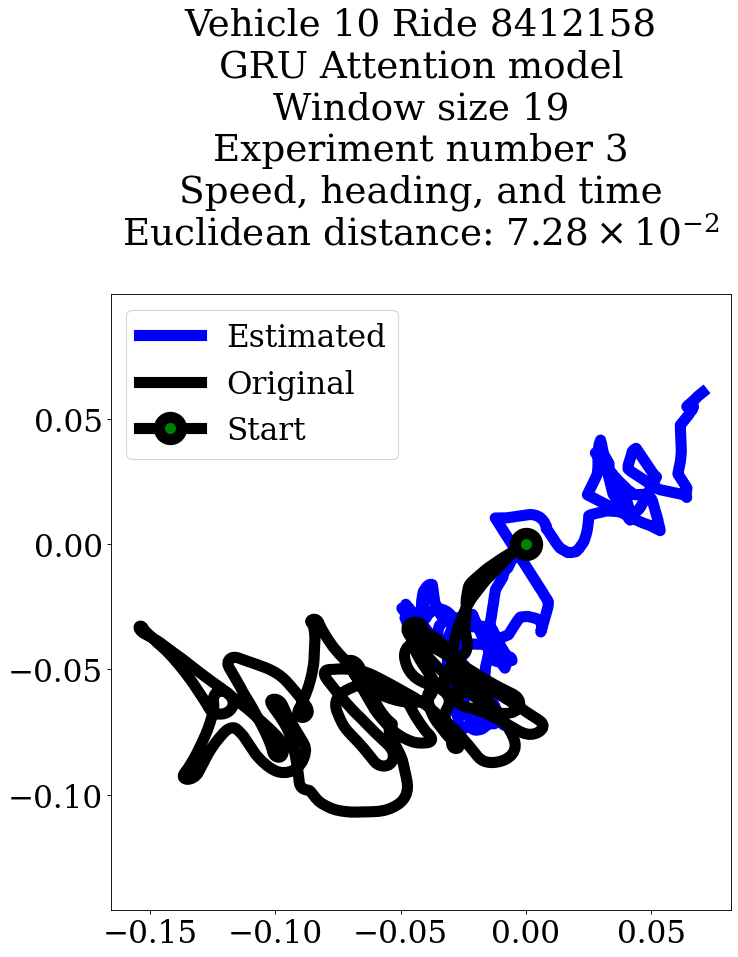 Vehicle 10 Ride 8412158
GRU Attention model
Window size 19
Experiment number 3
Speed, heading, and time
Euclidean distance: 7.28 × 10⁻²
Estimated
Original
Start
0.05
0.00
−0.05
−0.10
−0.15 −0.10 −0.05 0.00 0.05